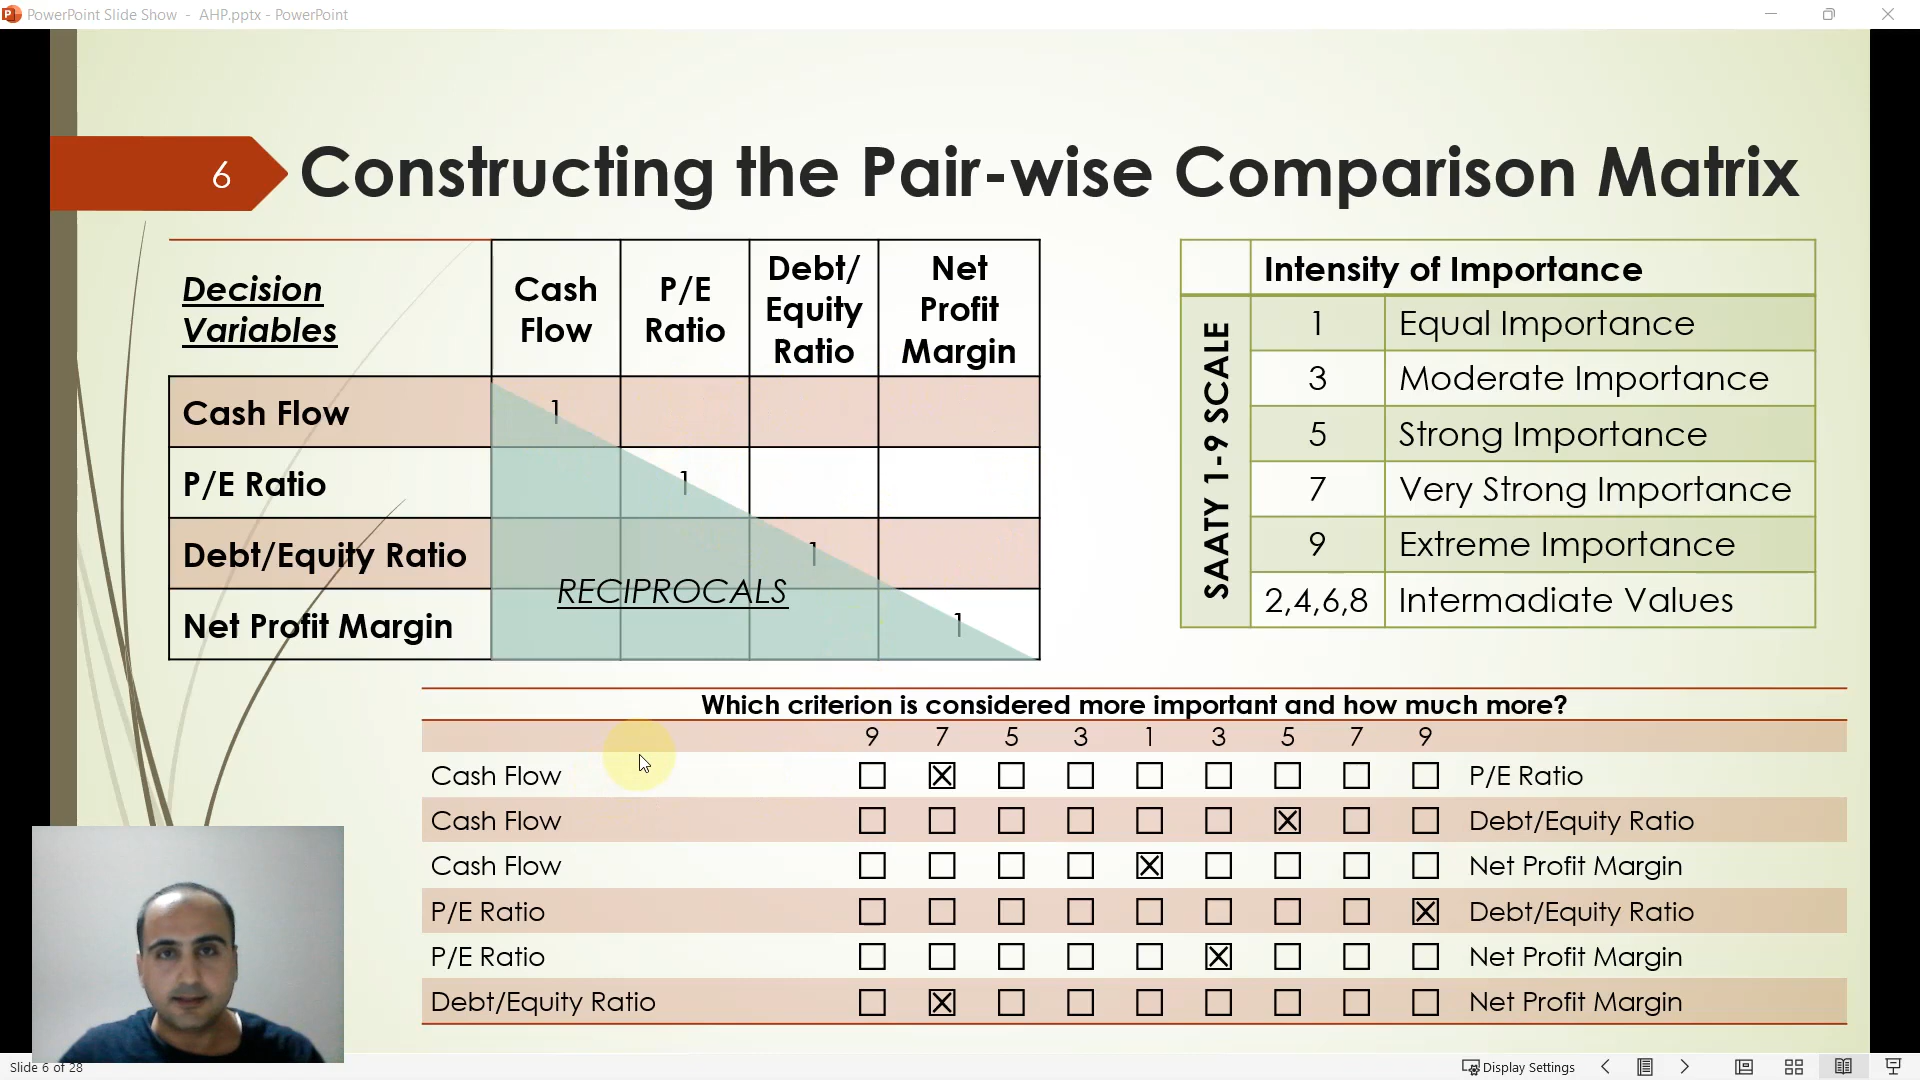 PowerPoint Slide Show - AHP.pptx - PowerPoint
6
Constructing the Pair-wise Comparison Matrix
Decision Variables
Cash Flow
P/E Ratio
Debt/ Equity Ratio
Net Profit Margin
Cash Flow 1
P/E Ratio 1
Debt/Equity Ratio 1
RECIPROCALS
Net Profit Margin 1
Intensity of Importance
SAATY 1-9 SCALE
1 Equal Importance
3 Moderate Importance
5 Strong Importance
7 Very Strong Importance
9 Extreme Importance
2,4,6,8 Intermadiate Values
Which criterion is considered more important and how much more?
9 7 5 3 1 3 5 7 9
Cash Flow P/E Ratio
Cash Flow Debt/Equity Ratio
Cash Flow Net Profit Margin
P/E Ratio Debt/Equity Ratio
P/E Ratio Net Profit Margin
Debt/Equity Ratio Net Profit Margin
Slide 6 of 28
Display Settings